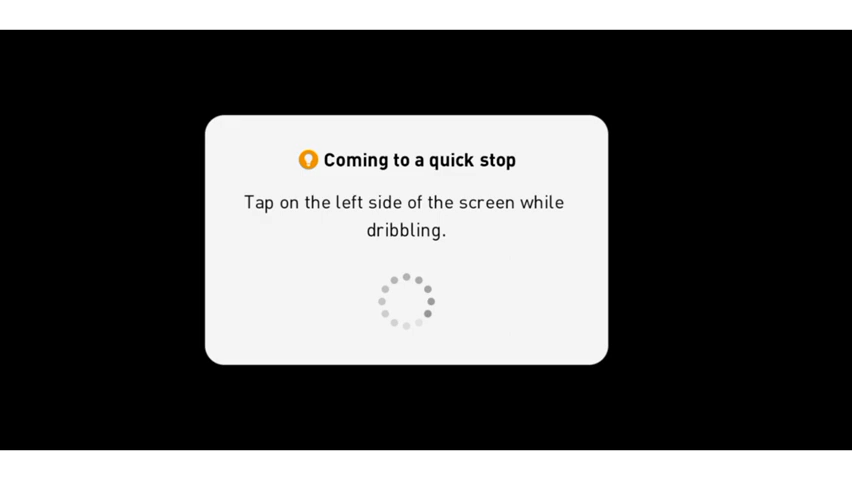 Coming to a quick stop
Tap on the left side of the screen while
dribbling.